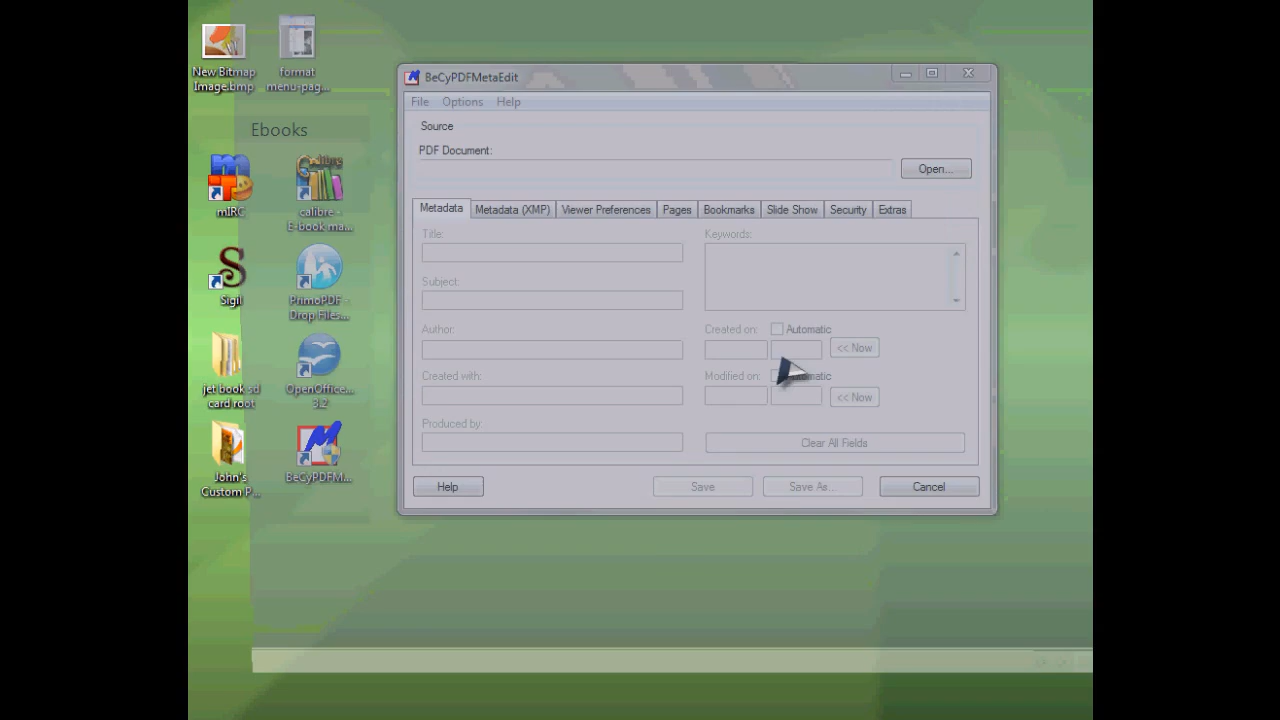 New Bitmap
Image.bmp
format
menu-pag...
Ebooks
mIRC
calibre -
E-book ma...
Sigil
PrimoPDF -
Drop Files...
jet book sd
card root
OpenOffice...
3.2
John's
Custom P...
BeCyPDFM...
BeCyPDFMetaEdit
File Options Help
Source
PDF Document:
Open...
Metadata Metadata (XMP) Viewer Preferences Pages Bookmarks Slide Show Security Extras
Title:
Keywords:
Subject:
Author:
Created on: Automatic
<< Now
Created with:
Modified on:
<< Now
Produced by:
Clear All Fields
Help Save Save As... Cancel